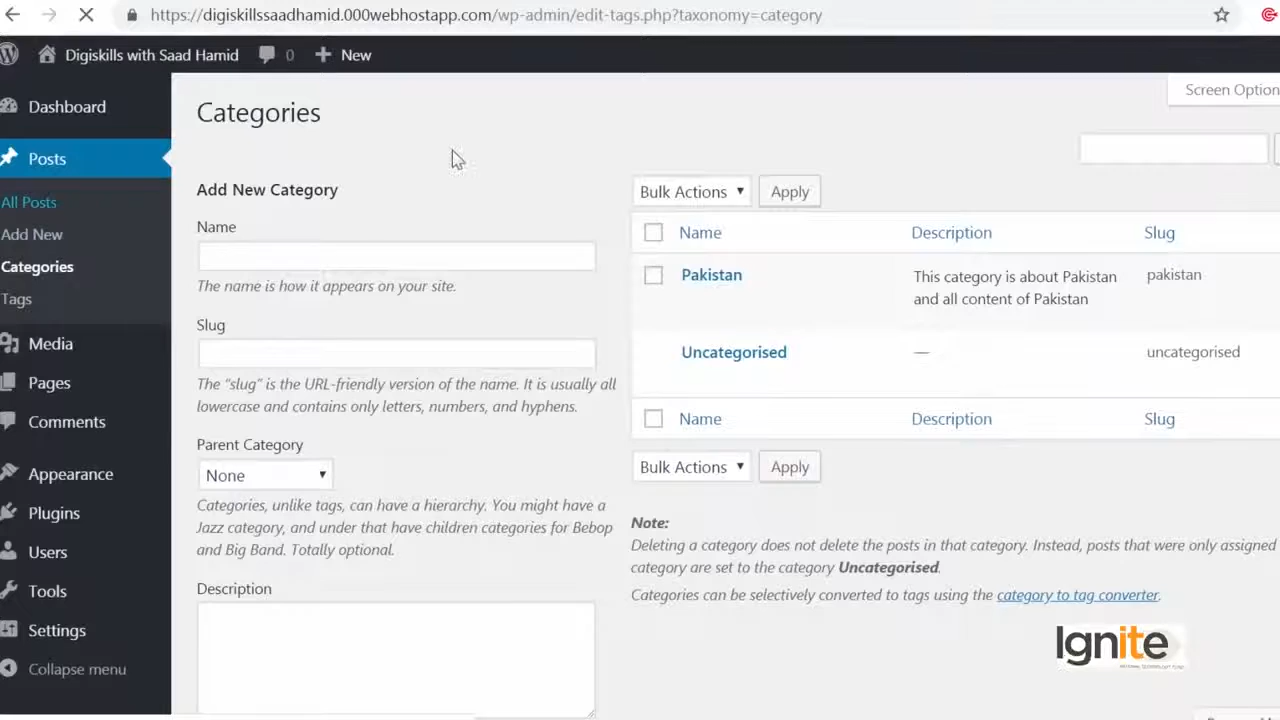 https://digiskillssaadhamid.000webhostapp.com/wp-admin/edit-tags.php?taxonomy=category
Digiskills with Saad Hamid 0 New
Dashboard
Posts
All Posts
Add New
Categories
Tags
Media
Pages
Comments
Appearance
Plugins
Users
Tools
Settings
Collapse menu
Screen Option
Categories
Add New Category
Name
The name is how it appears on your site.
Slug
The “slug” is the URL-friendly version of the name. It is usually all
lowercase and contains only letters, numbers, and hyphens.
Parent Category
None
Categories, unlike tags, can have a hierarchy. You might have a
Jazz category, and under that have children categories for Bebop
and Big Band. Totally optional.
Description
Bulk Actions Apply
Name Description Slug
Pakistan This category is about Pakistan pakistan
and all content of Pakistan
Uncategorised — uncategorised
Name Description Slug
Bulk Actions Apply
Note:
Deleting a category does not delete the posts in that category. Instead, posts that were only assigned
category are set to the category Uncategorised.
Categories can be selectively converted to tags using the category to tag converter.
Ignite